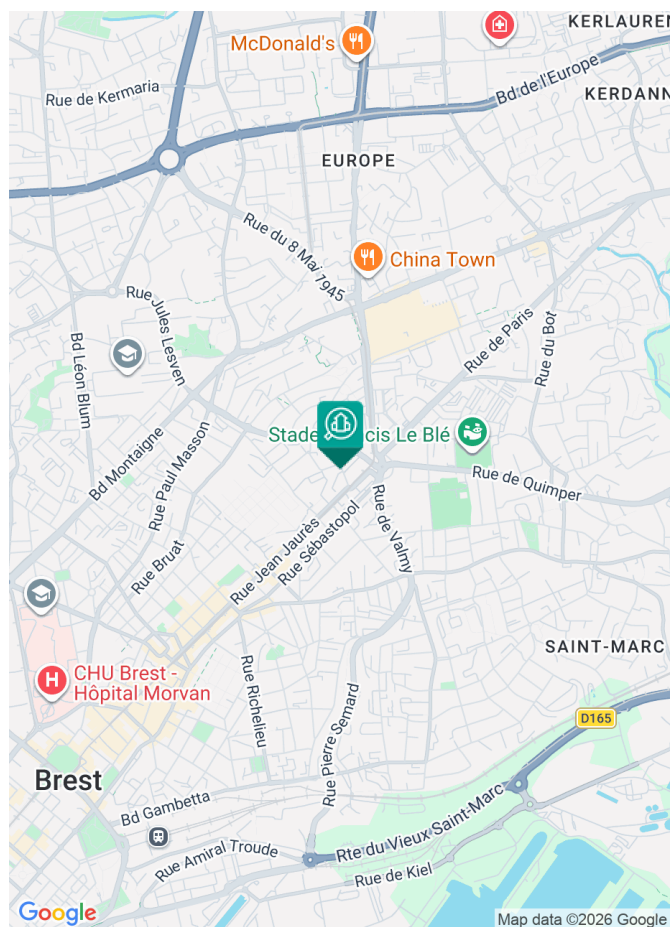 KERLAUREN
McDonald's
Bd de l'Europe
Rue de Kermaria
KERDANN
EUROPE
Rue du 8 Mai 1945
China Town
Rue Jules Lesven
Rue de Paris
Rue du Bot
Bd Léon Blum
Stade
cis Le Blé
Bd Montaigne
Rue Paul Masson
Rue de Quimper
Rue de Valmy
Rue Jean Jaurès
Rue Sébastopol
Rue Bruat
SAINT-MARC
CHU Brest -
Hôpital Morvan
H
Rue Richelieu
Rue Pierre Semard
D165
Brest
Bd Gambetta
Rte du Vieux Saint-Marc
Rue Amiral Troude
Rue de Kiel
Google
Map data ©2026 Google